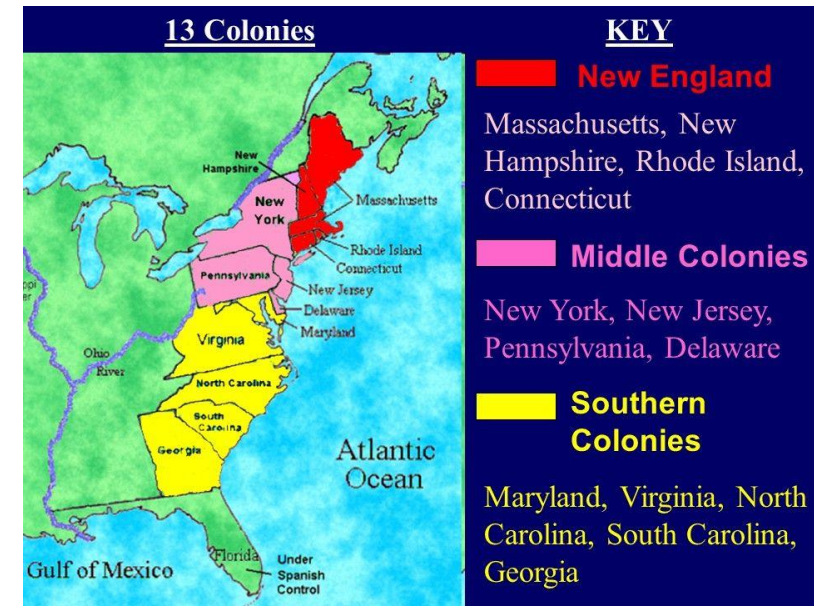 13 Colonies
New
Hampshire
New
York
Massachusetts
Rhode Island
Connecticut
Pennsylvania
New Jersey
Delaware
Maryland
Virginia
Ohio
River
North Carolina
South
Carolina
Georgia
Atlantic
Ocean
Florida
Under
Spanish
Control
Gulf of Mexico
KEY
New England
Massachusetts, New
Hampshire, Rhode Island,
Connecticut
Middle Colonies
New York, New Jersey,
Pennsylvania, Delaware
Southern
Colonies
Maryland, Virginia, North
Carolina, South Carolina,
Georgia